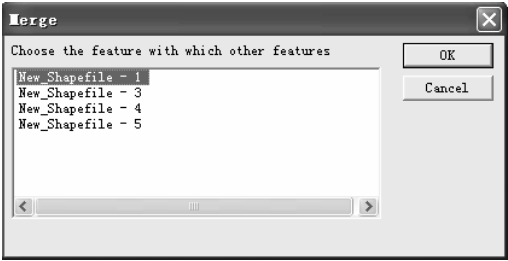 Merge
Choose the feature with which other features
OK
New_Shapefile - 1
New_Shapefile - 3
New_Shapefile - 4
New_Shapefile - 5
Cancel